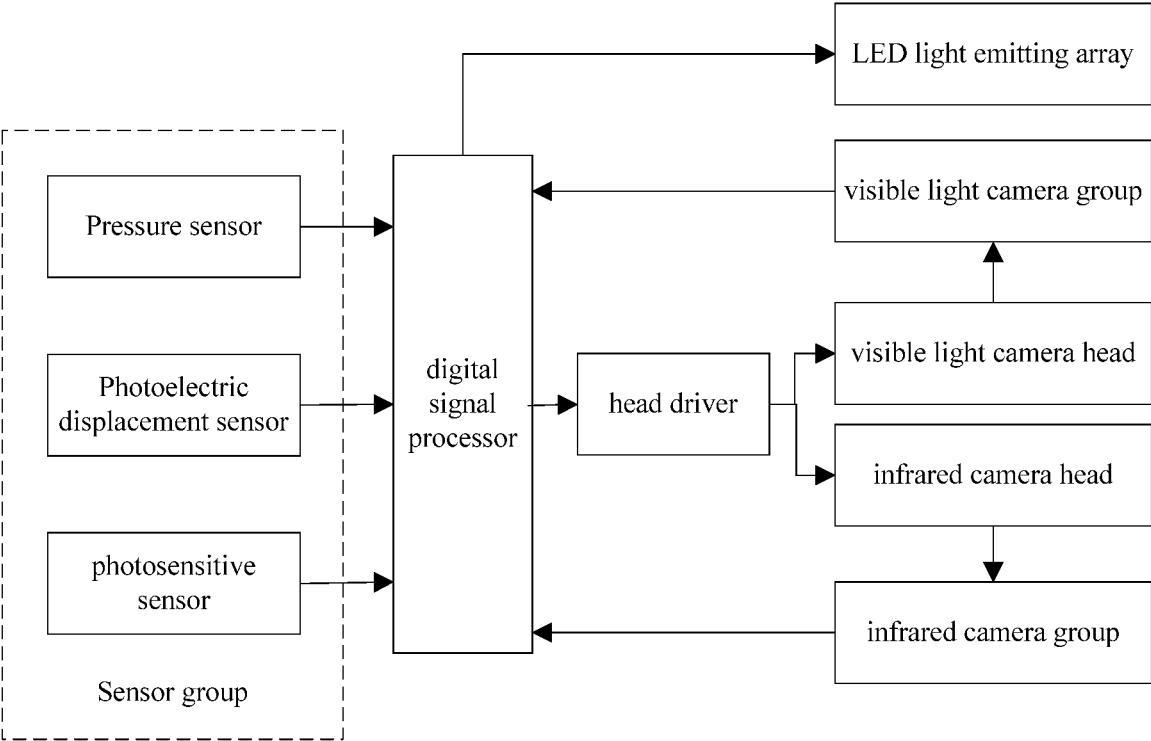 LED light emitting array
visible light camera group
Pressure sensor
visible light camera head
digital
signal
processor
head driver
Photoelectric
displacement sensor
infrared camera head
photosensitive
sensor
infrared camera group
Sensor group